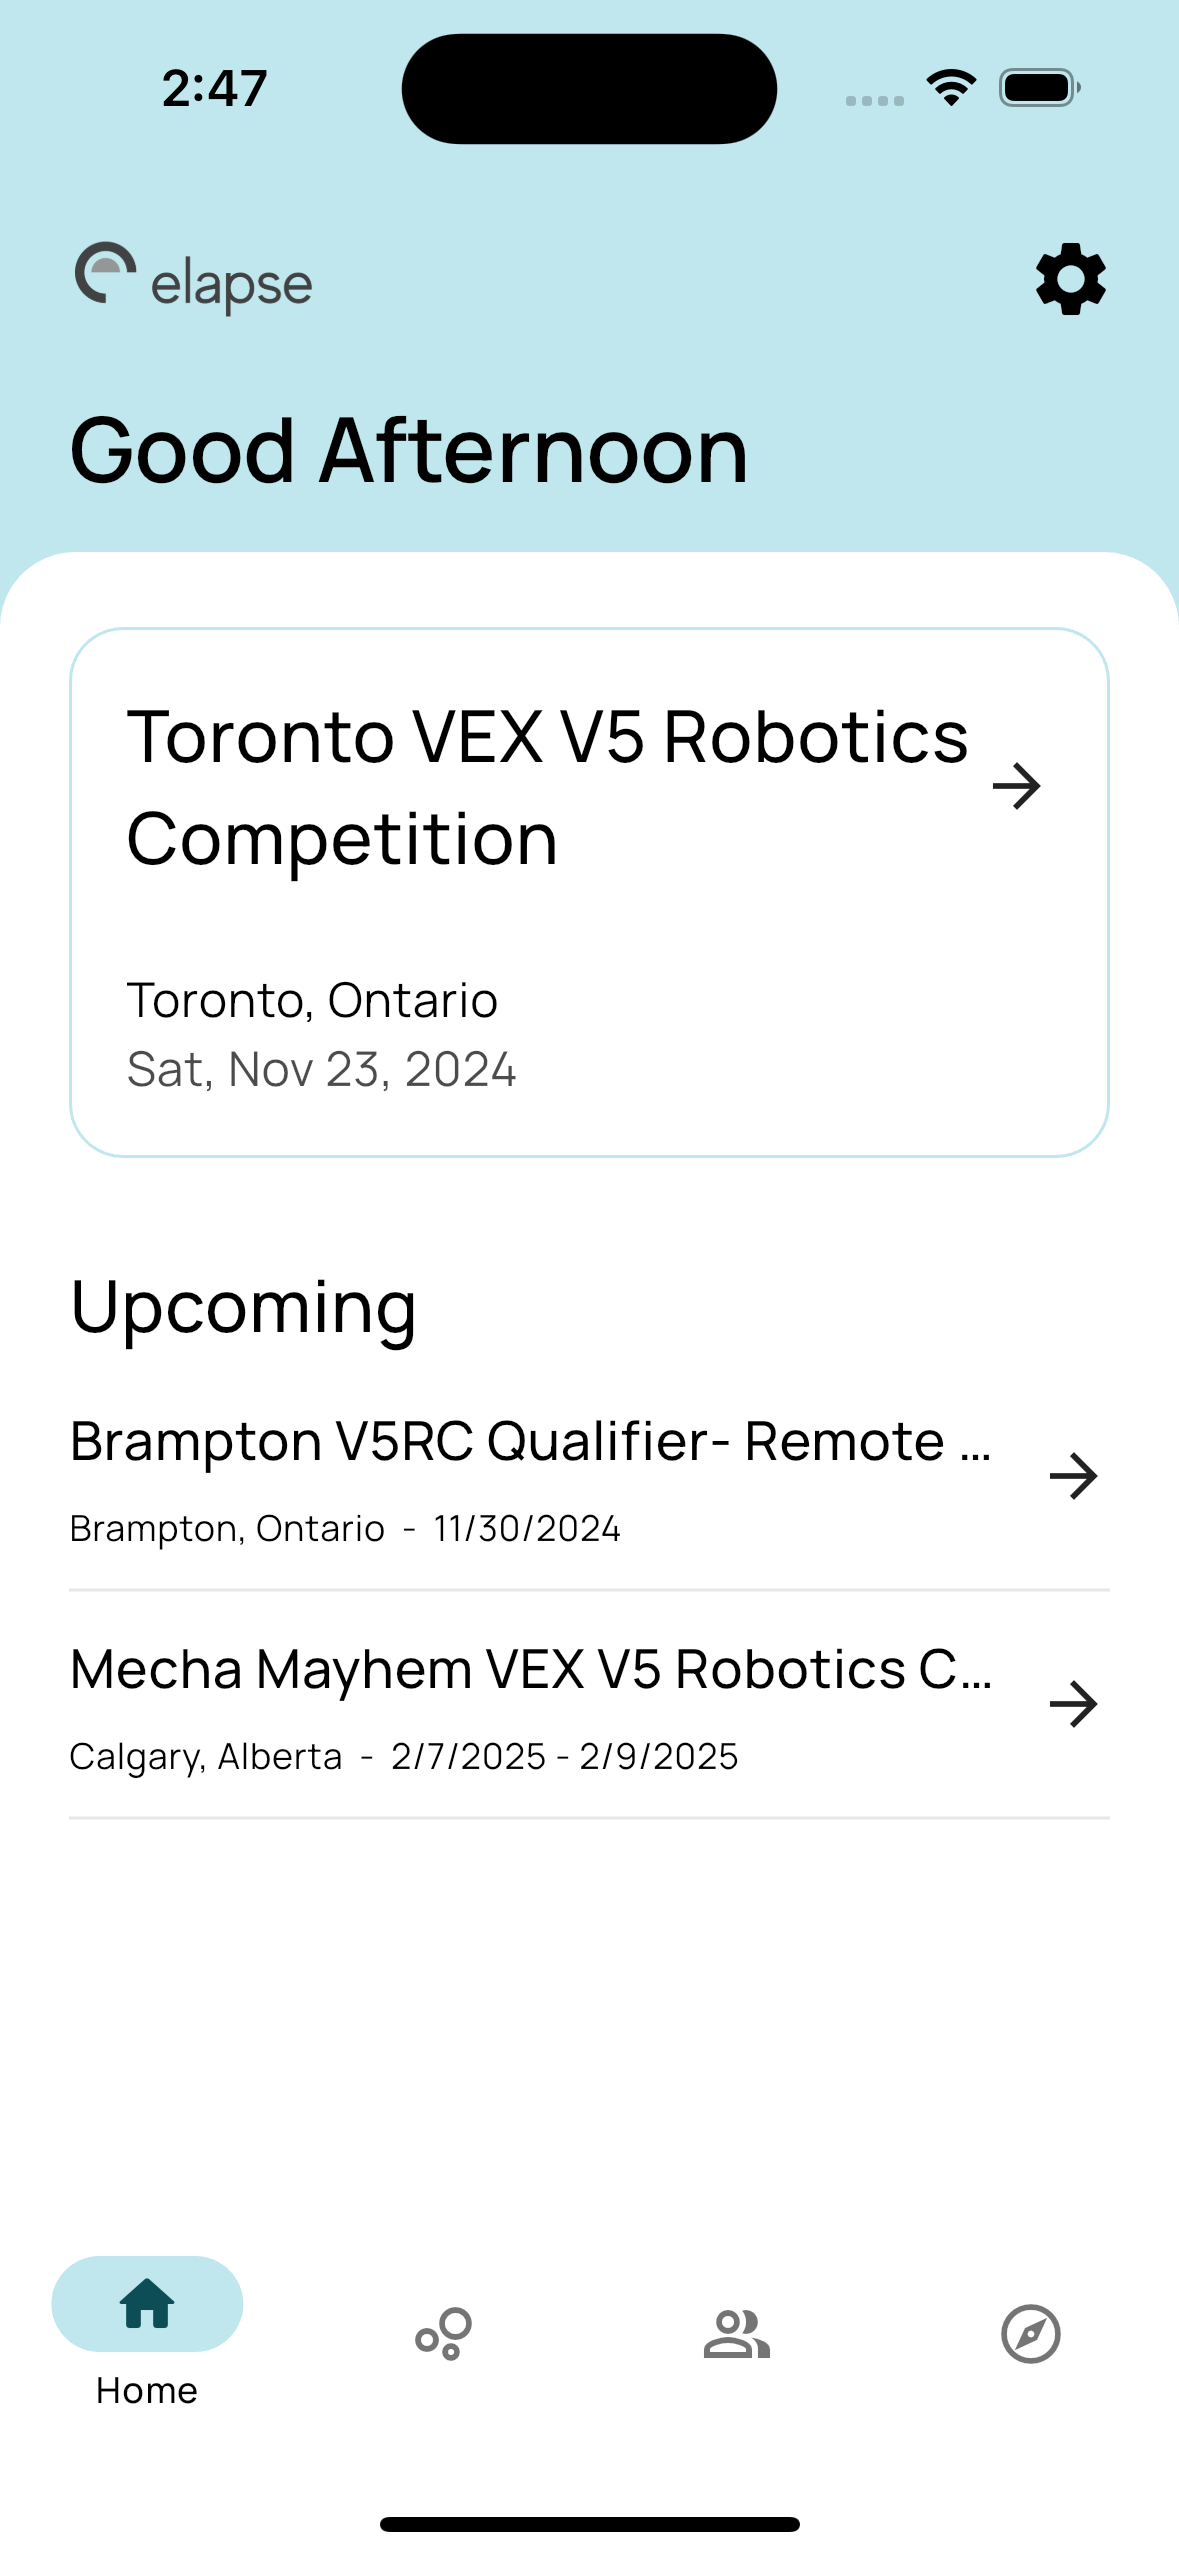 2:47
elapse
Good Afternoon
Toronto VEX V5 Robotics
Competition
Toronto, Ontario
Sat, Nov 23, 2024
Upcoming
Brampton V5RC Qualifier- Remote ...
Brampton, Ontario - 11/30/2024
Mecha Mayhem VEX V5 Robotics C...
Calgary, Alberta - 2/7/2025 - 2/9/2025
Home